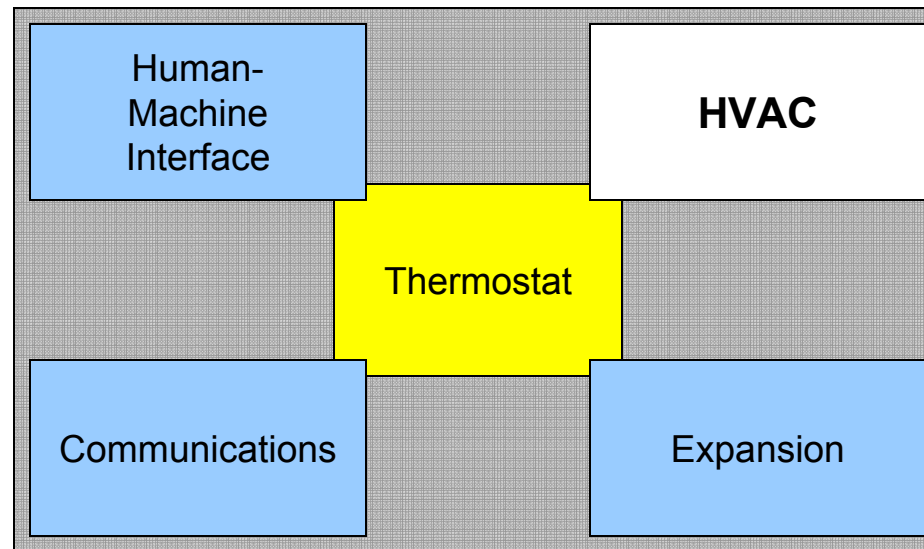 Human-
Machine
Interface
HVAC
Thermostat
Communications
Expansion